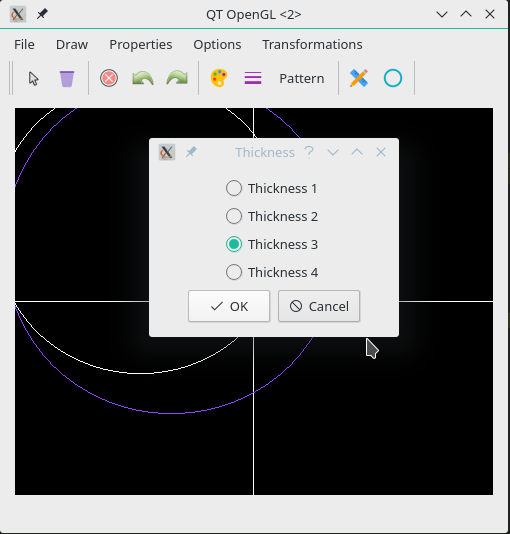 QT OpenGL <2>
File Draw Properties Options Transformations
Pattern
Thickness
Thickness 1
Thickness 2
Thickness 3
Thickness 4
OK Cancel